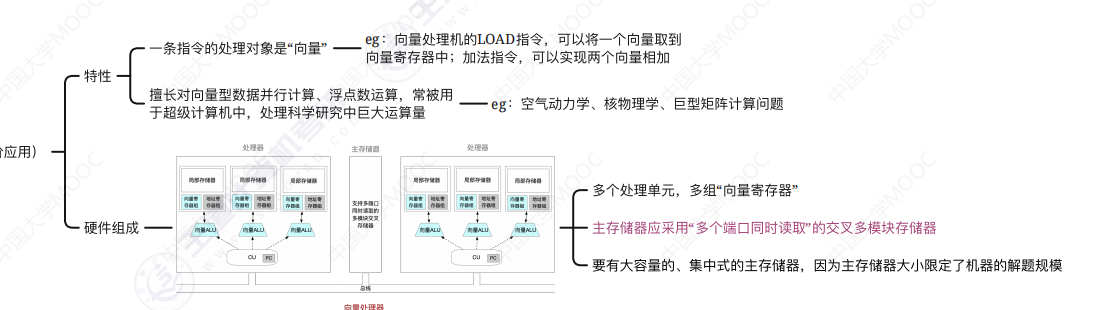 eg：向量处理机的LOAD指令，可以将一个向量取到
向量寄存器中；加法指令，可以实现两个向量相加
一条指令的处理对象是“向量”
特性
擅长对向量型数据并行计算、浮点数运算，常被用
于超级计算机中，处理科学研究中巨大运算量
eg：空气动力学、核物理学、巨型矩阵计算问题
应用）
硬件组成
处理器
主存储器
处理器
局部存储器
局部存储器
局部存储器
局部存储器
局部存储器
局部存储器
向量寄
存器组
地址寄
存器组
向量寄
存器组
地址寄
存器组
向量寄
存器组
地址寄
存器组
支持多端口
同时读取的
多模块交叉
存储器
向量寄
存器组
地址寄
存器组
向量寄
存器组
地址寄
存器组
向量寄
存器组
地址寄
存器组
向量ALU
向量ALU
向量ALU
向量ALU
向量ALU
向量ALU
CU
PC
CU
PC
总线
向量处理器
多个处理单元，多组“向量寄存器”
主存储器应采用“多个端口同时读取”的交叉多模块存储器
要有大容量的、集中式的主存储器，因为主存储器大小限定了机器的解题规模
中国大学MOOC